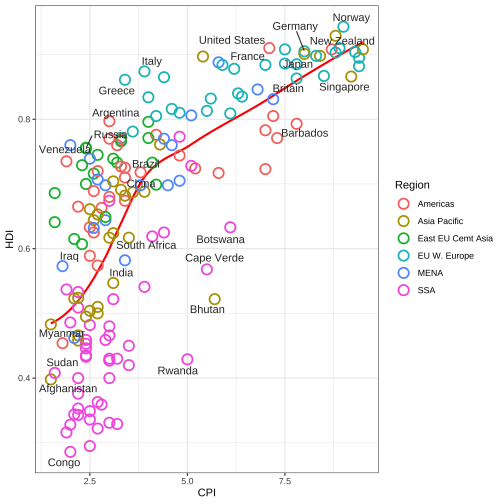 Norway
Germany
United States
New Zealand
Italy
France
Japan
Greece
Britain
Singapore
Argentina
0.8
Russia
Barbados
Venezuela
Brazil
China
Region
Americas
Asia Pacific
East EU Cemt Asia
EU W. Europe
MENA
SSA
HDI
South Africa
Botswana
0.6
Iraq
Cape Verde
India
Bhutan
Myanmar
Sudan
Rwanda
0.4
Afghanistan
Congo
2.5
5.0
7.5
CPI